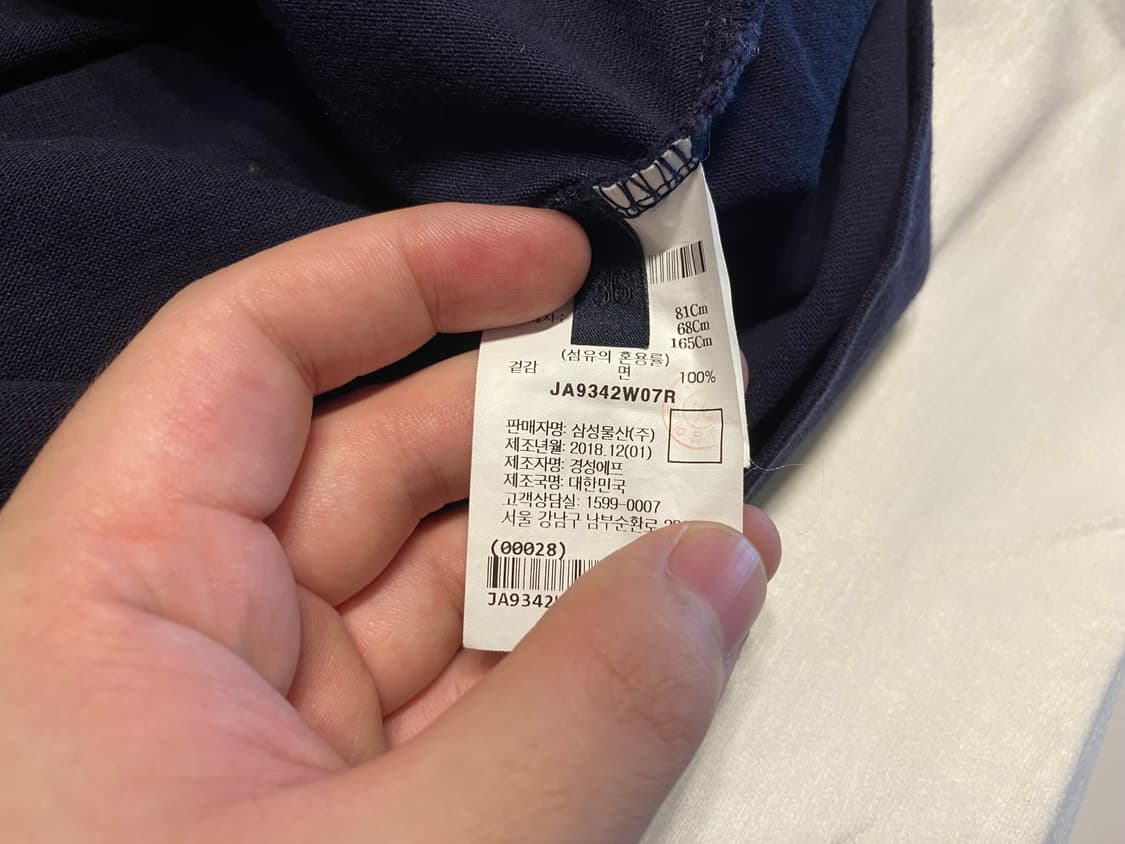 36
81Cm
68Cm
165Cm
(섬유의 혼용률)
겉감 면 100%
JA9342W07R
판매자명: 삼성물산(주)
제조년월: 2018.12(01)
제조자명: 경성에프
제조국명: 대한민국
고객상담실: 1599-0007
서울 강남구 남부순환로
(00028)
JA9342